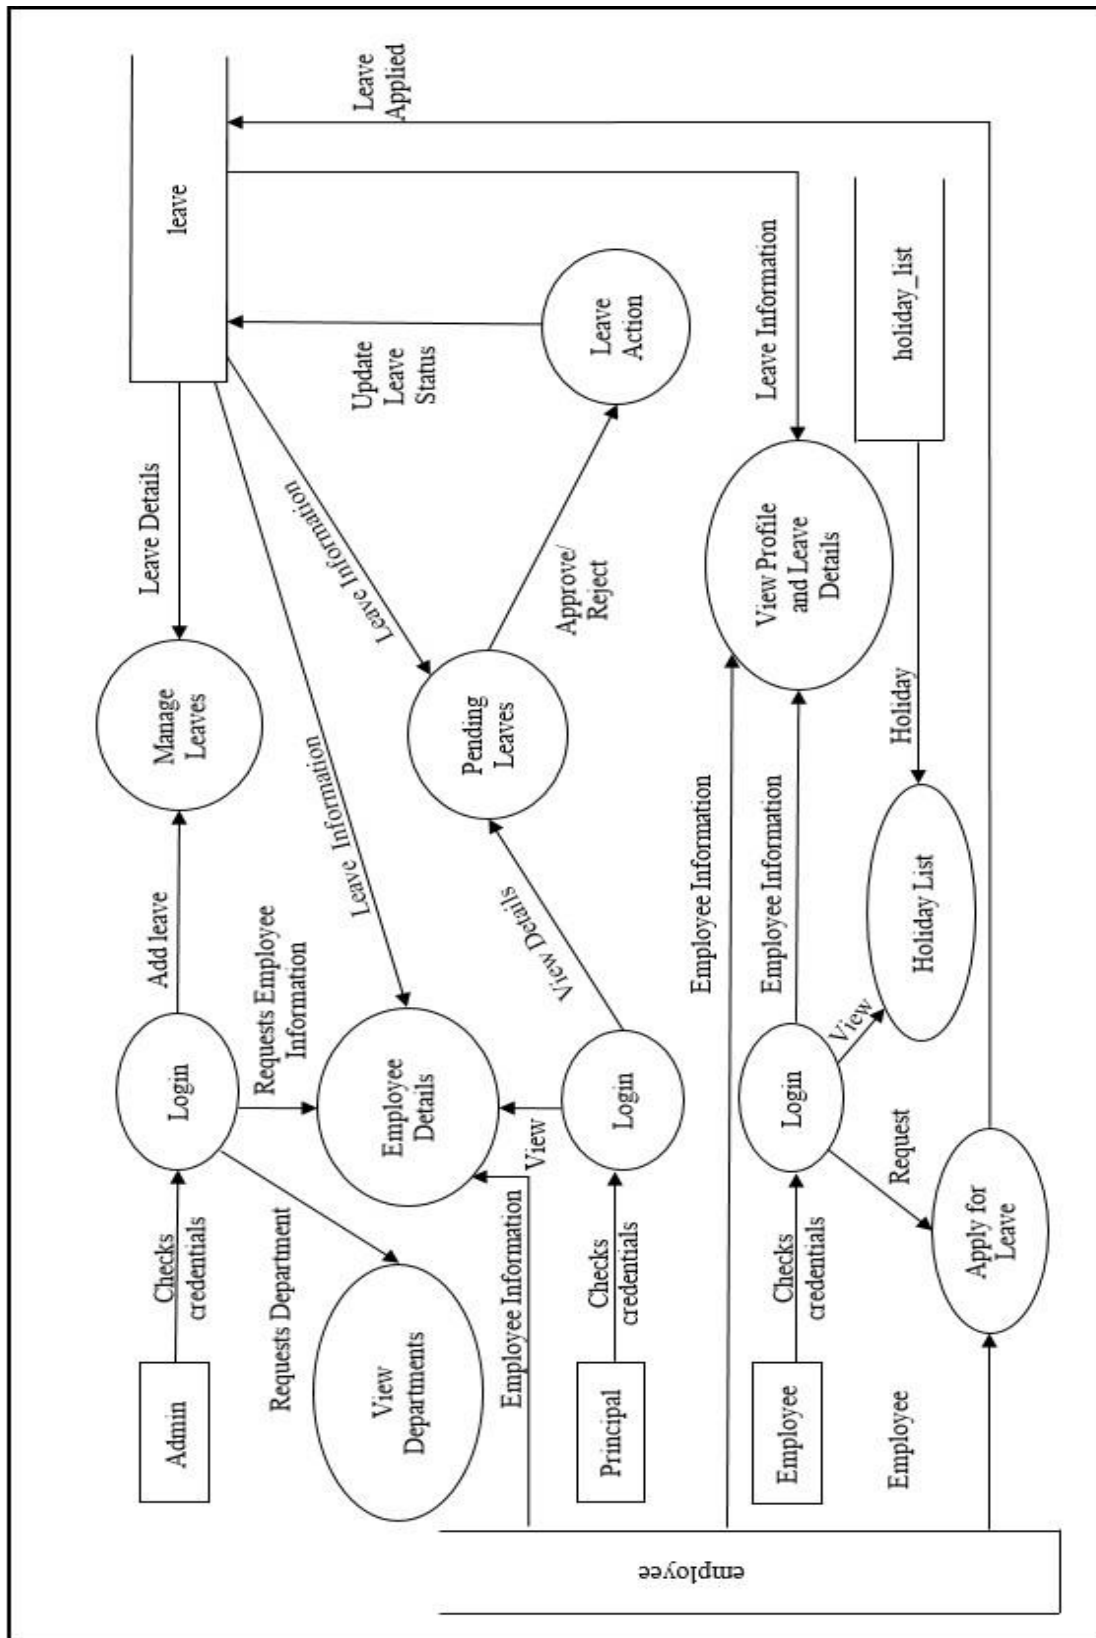 leave
Leave
Applied
Leave Details
Update
Leave
Status
Leave
Action
Leave Information
holiday_list
Manage
Leaves
Leave Information
Pending
Leaves
Approve/
Reject
View Profile
and Leave
Details
Holiday
Leave Information
Add leave
Requests Employee
Information
View Details
Employee Information
Employee Information
Holiday List
Login
Employee
Details
Login
View
Login
View
Request
Checks
credentials
Requests Department
Employee Information
Checks
credentials
Checks
credentials
Apply for
Leave
Admin
View
Departments
Principal
Employee
Employee
employee